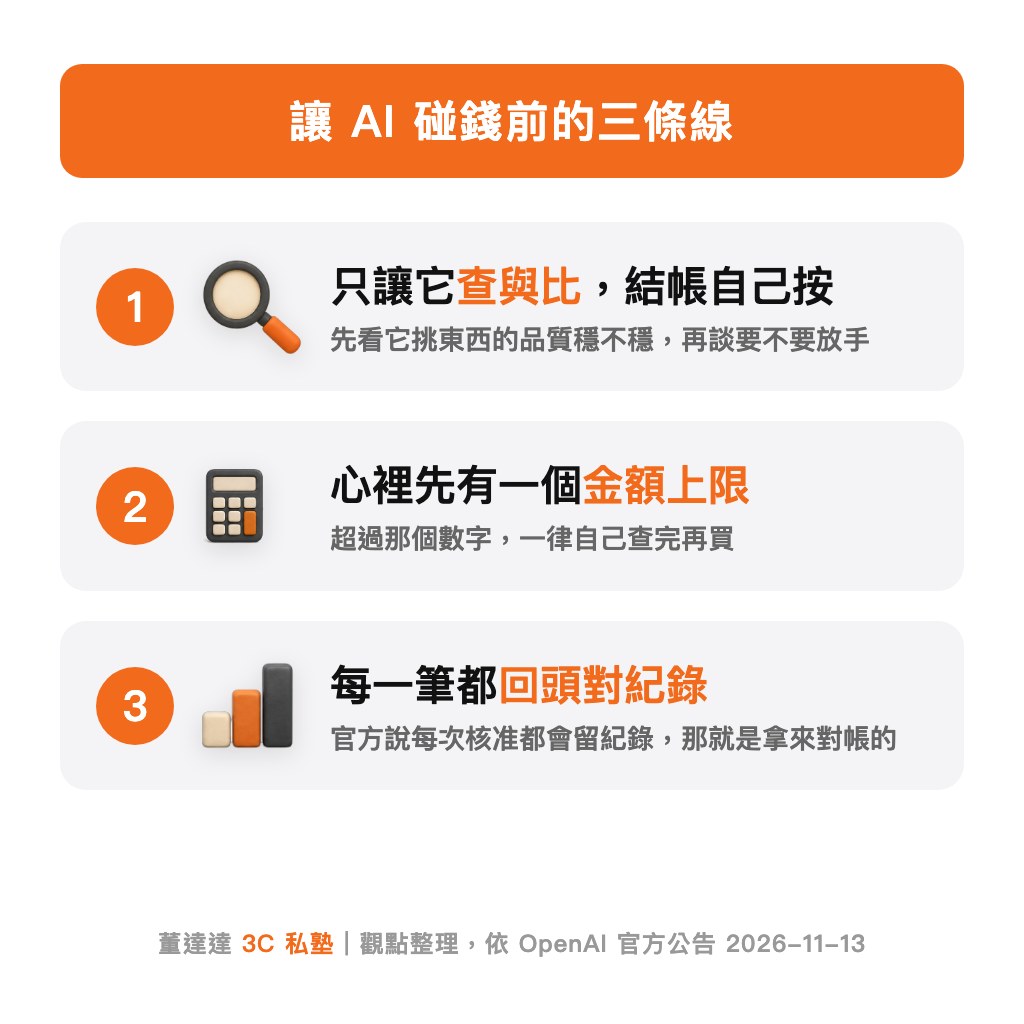 讓 AI 碰錢前的三條線
1
只讓它查與比，結帳自己按
先看它挑東西的品質穩不穩，再談要不要放手
2
心裡先有一個金額上限
超過那個數字，一律自己查完再買
3
每一筆都回頭對紀錄
官方說每次核准都會留紀錄，那就是拿來對帳的
董達達 3C 私塾｜觀點整理，依 OpenAI 官方公告 2026–11–13